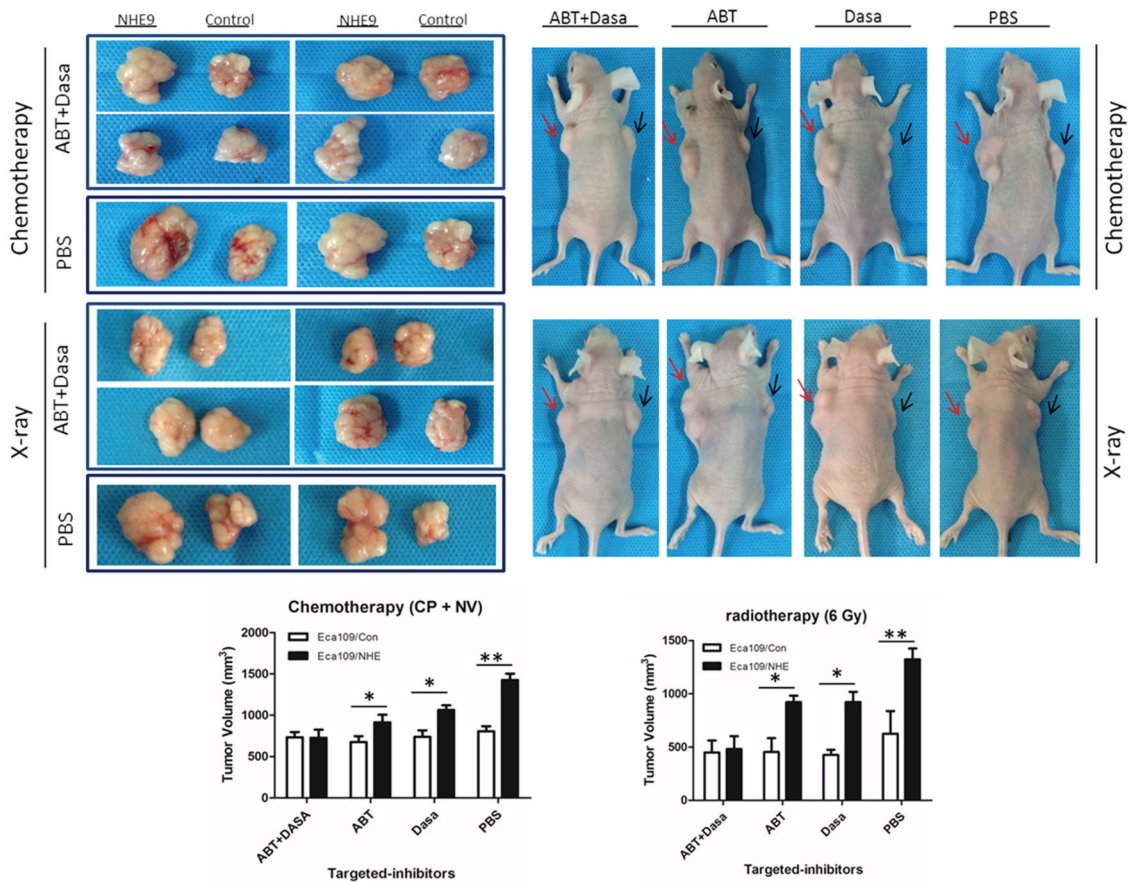 NHE9 Control NHE9 Control
ABT+Dasa ABT Dasa PBS
Chemotherapy
ABT+Dasa
PBS
X-ray
ABT+Dasa
PBS
Chemotherapy
X-ray
Chemotherapy (CP + NV)
Eca109/Con
Eca109/NHE
Tumor Volume (mm³)
2000
1500
1000
500
0
*
*
**
ABT+DASA ABT Dasa PBS
Targeted-inhibitors
radiotherapy (6 Gy)
Eca109/Con
Eca109/NHE
Tumor Volume (mm³)
1500
1000
500
0
*
*
**
ABT+Dasa ABT Dasa PBS
Targeted-inhibitors